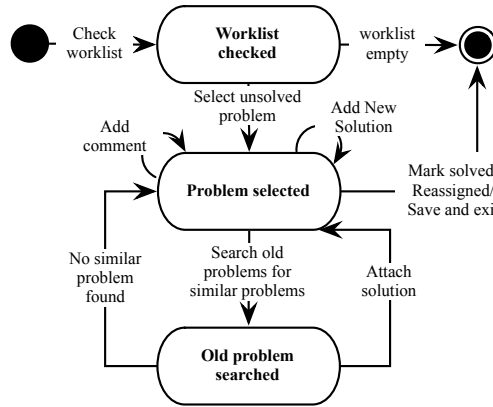 Check
worklist
Worklist
checked
worklist
empty
Select unsolved
problem
Add
comment
Add New
Solution
Problem selected
Mark solved
Reassigned/
Save and exi
No similar
problem
found
Search old
problems for
similar problems
Attach
solution
Old problem
searched